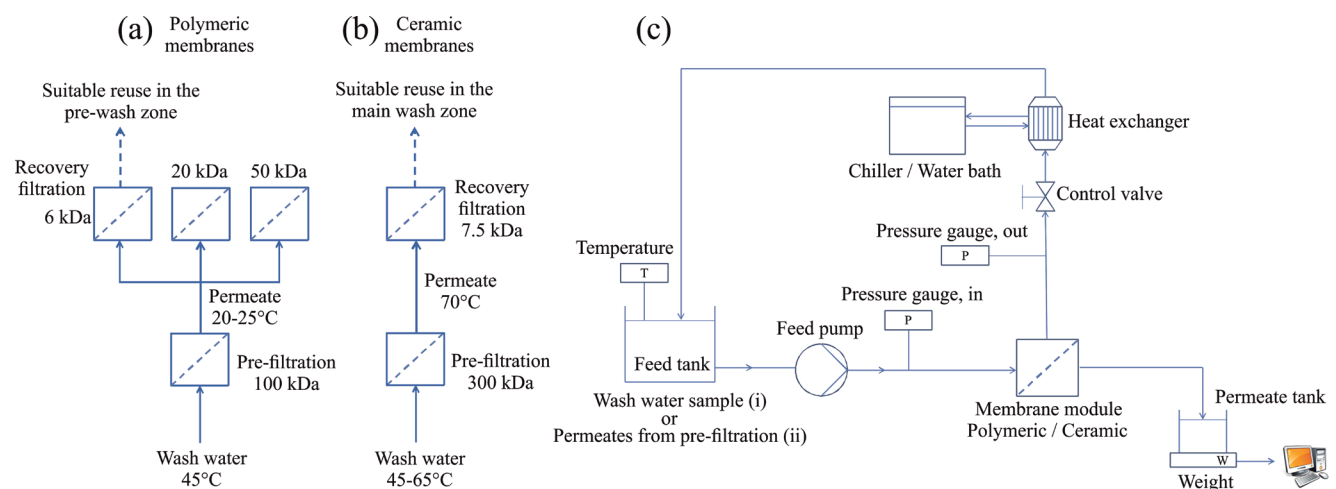 (a)
Polymeric
membranes
Suitable reuse in the
pre-wash zone
Recovery
filtration
6 kDa
20 kDa
50 kDa
Permeate
20-25°C
Pre-filtration
100 kDa
Wash water
45°C
(b)
Ceramic
membranes
Suitable reuse in the
main wash zone
Recovery
filtration
7.5 kDa
Permeate
70°C
Pre-filtration
300 kDa
Wash water
45-65°C
(c)
Heat exchanger
Chiller / Water bath
Control valve
Pressure gauge, out
P
Temperature
T
Pressure gauge, in
P
Feed pump
Feed tank
Wash water sample (i)
or
Permeates from pre-filtration (ii)
Membrane module
Polymeric / Ceramic
Permeate tank
W
Weight